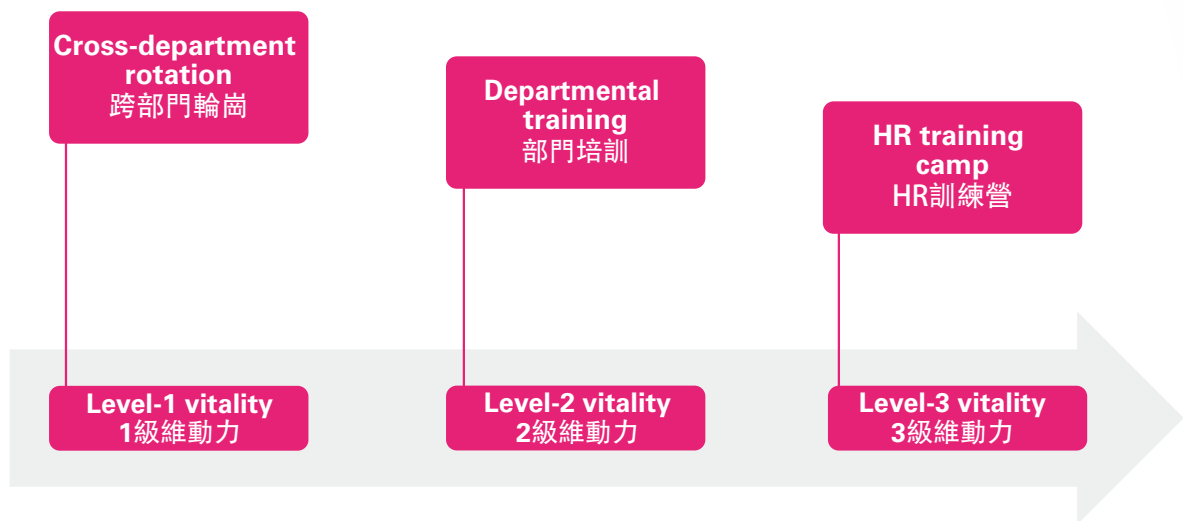 Cross-department
rotation
跨部門輪崗
Departmental
training
部門培訓
HR training
camp
HR訓練營
Level-1 vitality
1級維動力
Level-2 vitality
2級維動力
Level-3 vitality
3級維動力